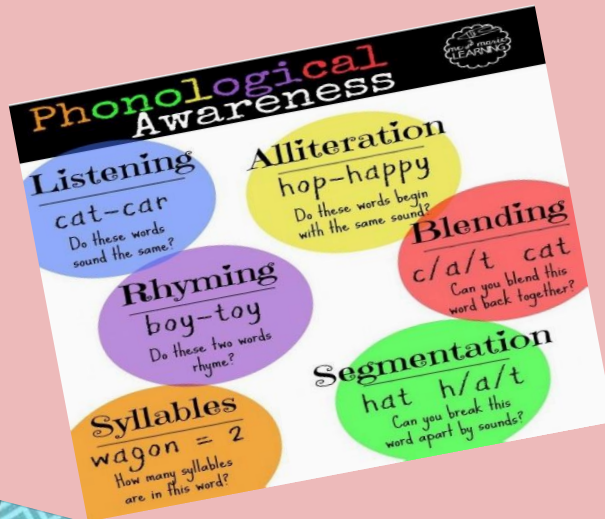 Phonological
Awareness
me & marie
LEARNING
Listening
cat-car
Do these words
sound the same?
Alliteration
hop-happy
Do these words begin
with the same sound?
Blending
c/a/t cat
Can you blend this
word back together?
Rhyming
boy-toy
Do these two words
rhyme?
Segmentation
hat h/a/t
Can you break this
word apart by sounds?
Syllables
wagon = 2
How many syllables
are in this word?